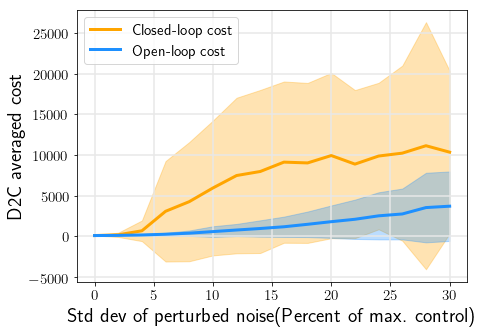 Closed-loop cost
Open-loop cost
D2C averaged cost
25000
20000
15000
10000
5000
0
−5000
0 5 10 15 20 25 30
Std dev of perturbed noise(Percent of max. control)